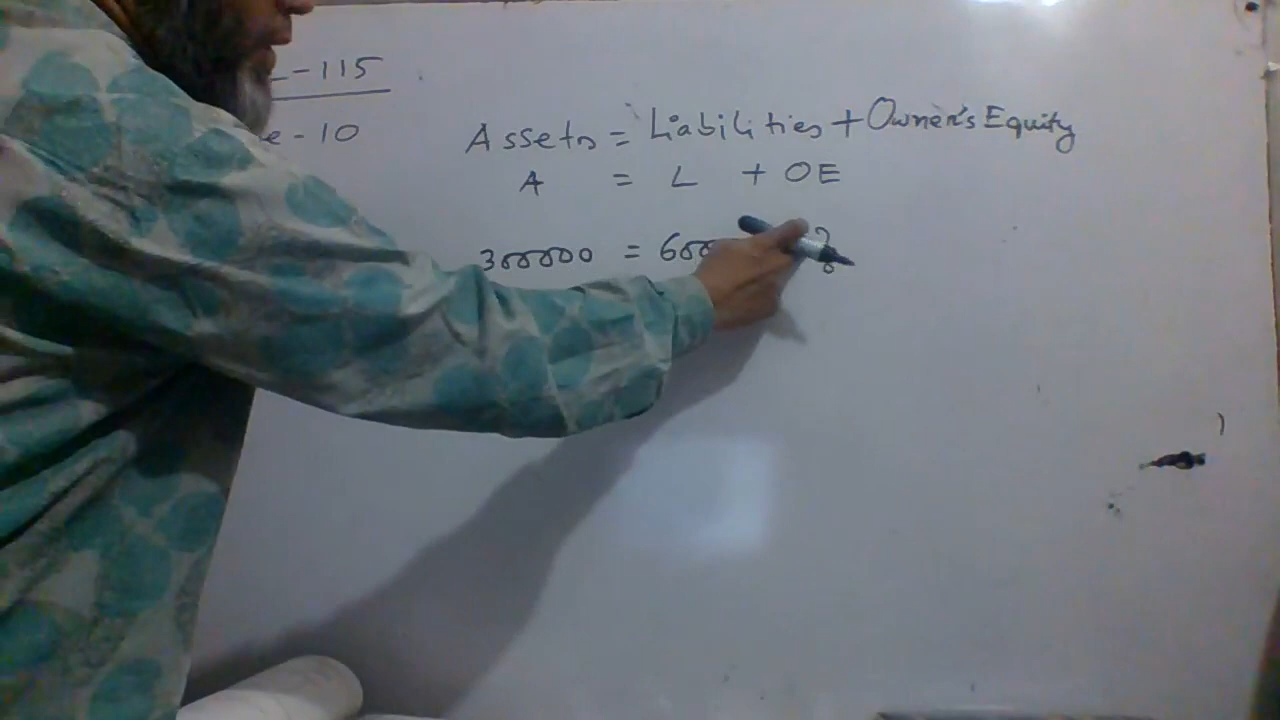 -115
e-10
Assets = Liabilities + Owner's Equity
A = L + OE
300000 = 600 ?